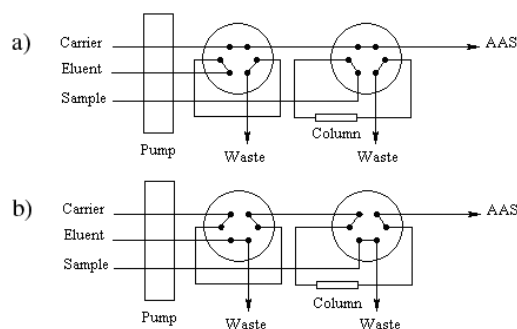 a)
Carrier
AAS
Eluent
Sample
Column
Pump
Waste
Waste
b)
Carrier
AAS
Eluent
Sample
Column
Pump
Waste
Waste